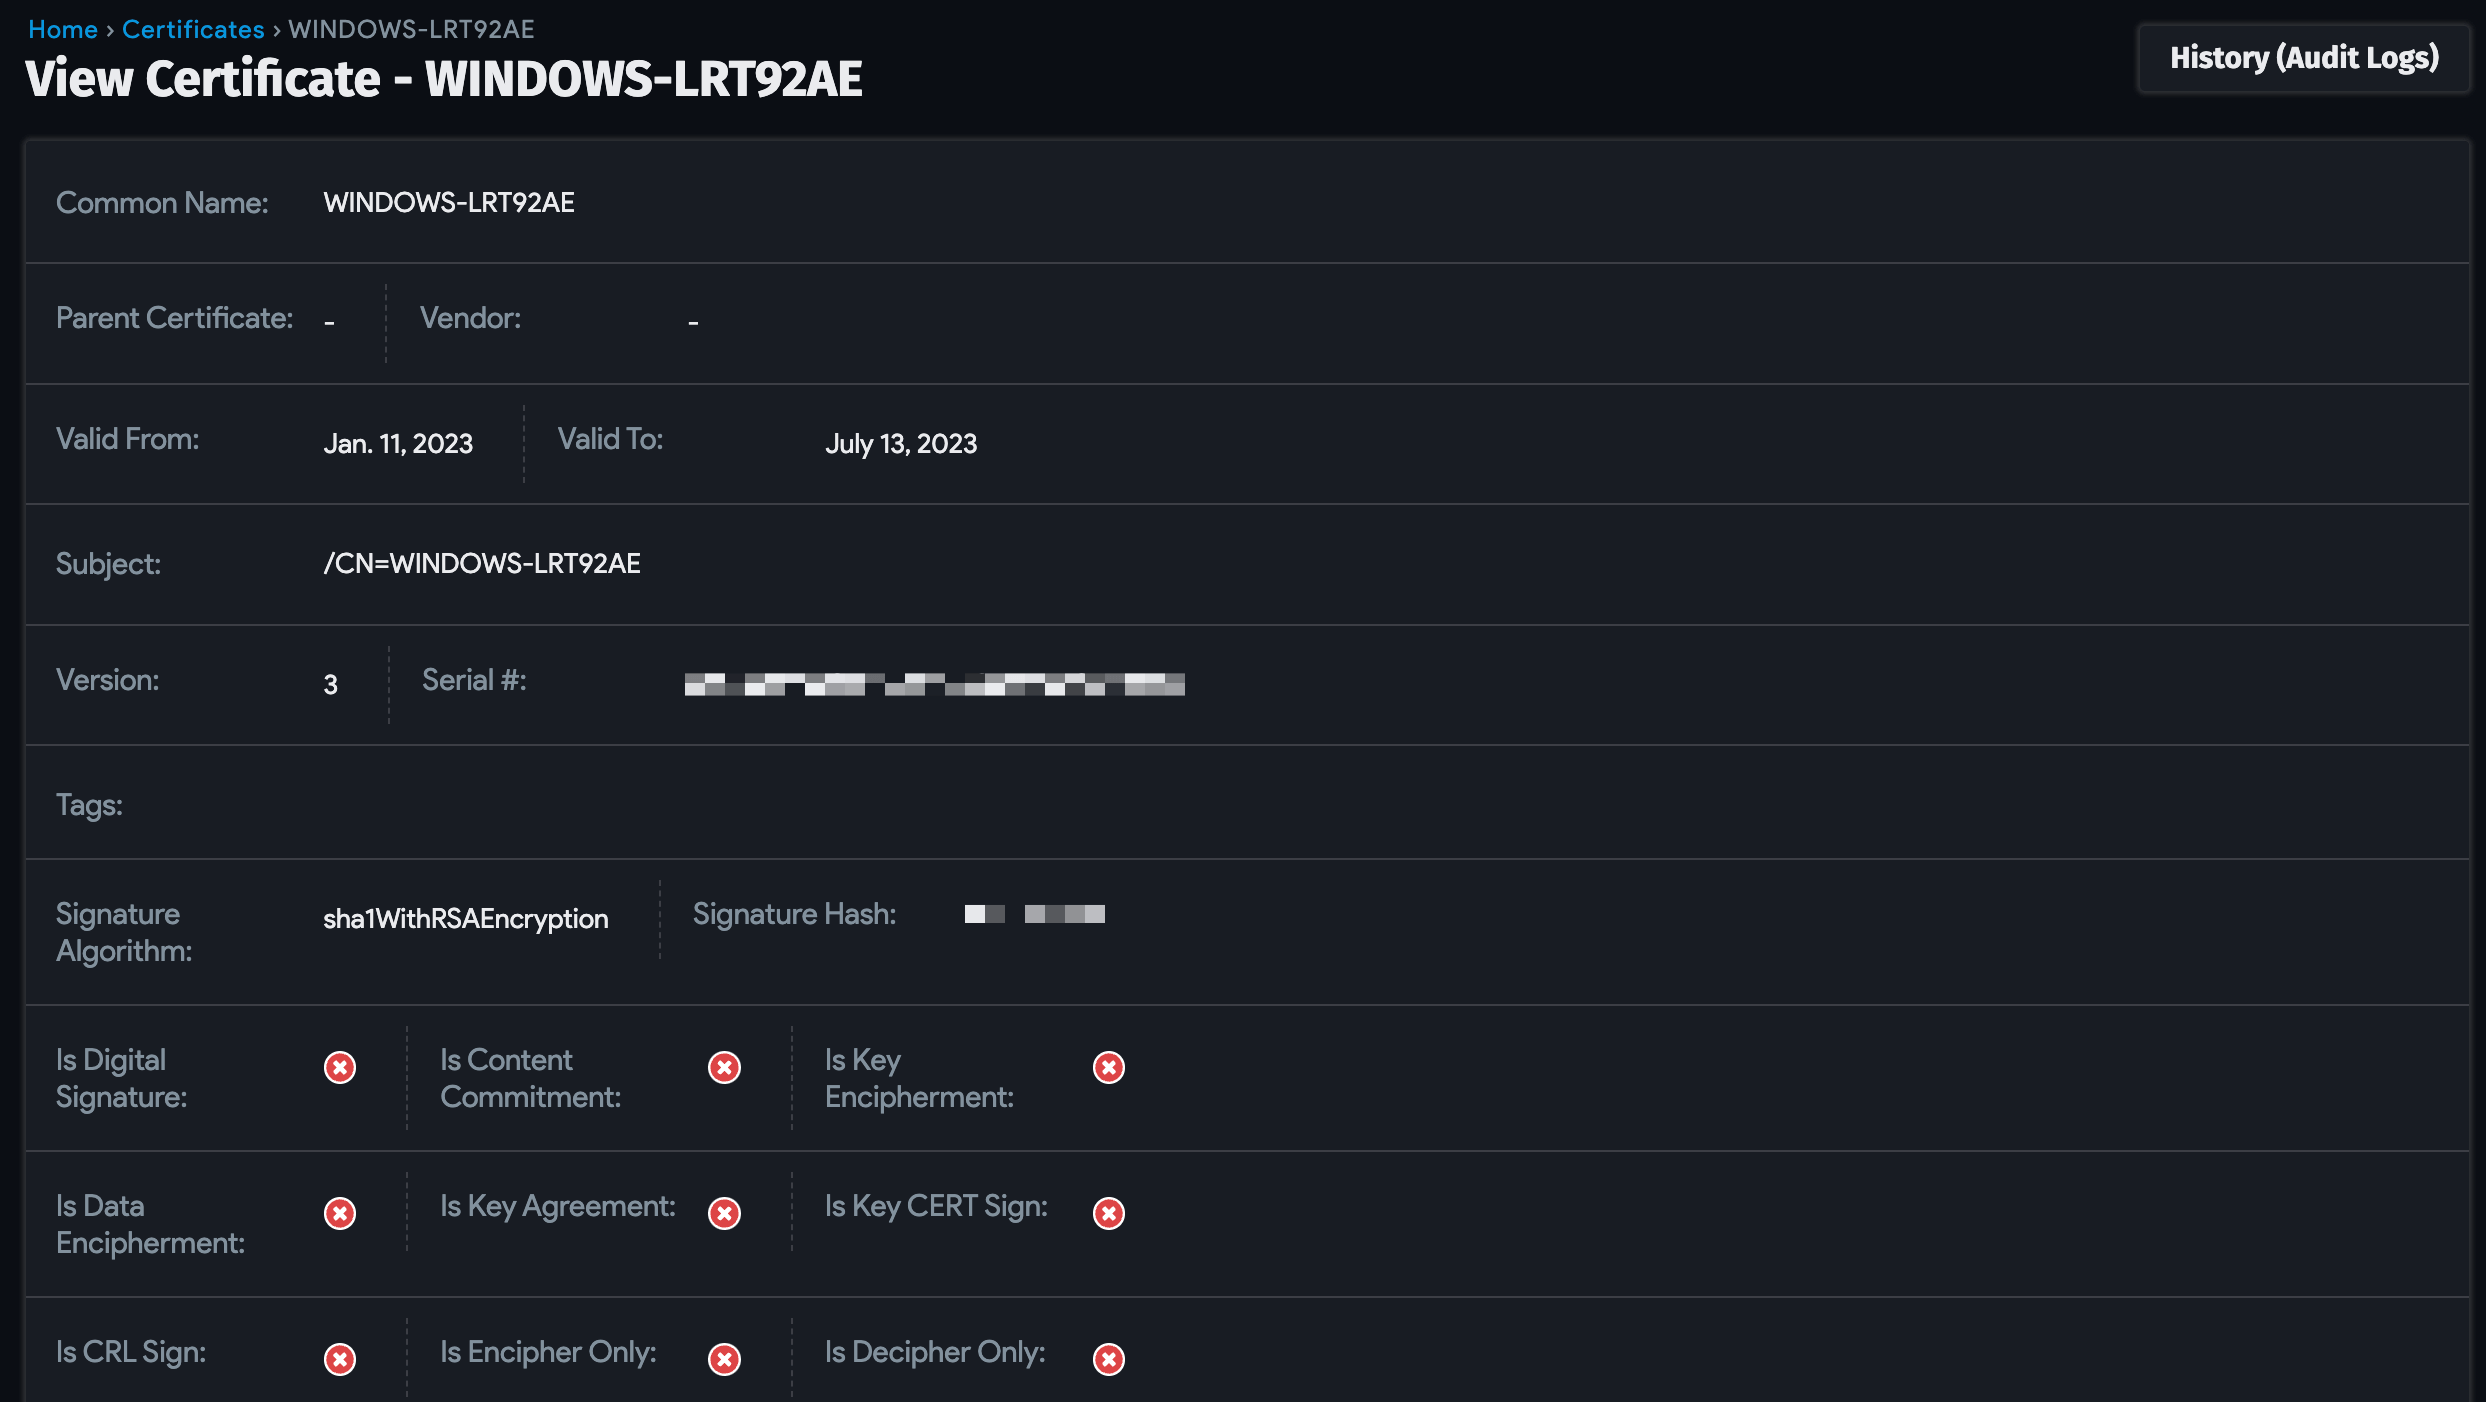 Home › Certificates › WINDOWS-LRT92AE
View Certificate - WINDOWS-LRT92AE
History (Audit Logs)
Common Name: WINDOWS-LRT92AE
Parent Certificate: - Vendor: -
Valid From: Jan. 11, 2023 Valid To: July 13, 2023
Subject: /CN=WINDOWS-LRT92AE
Version: 3 Serial #:
Tags:
Signature Algorithm: sha1WithRSAEncryption Signature Hash:
Is Digital Signature: Is Content Commitment: Is Key Encipherment:
Is Data Encipherment: Is Key Agreement: Is Key CERT Sign:
Is CRL Sign: Is Encipher Only: Is Decipher Only: